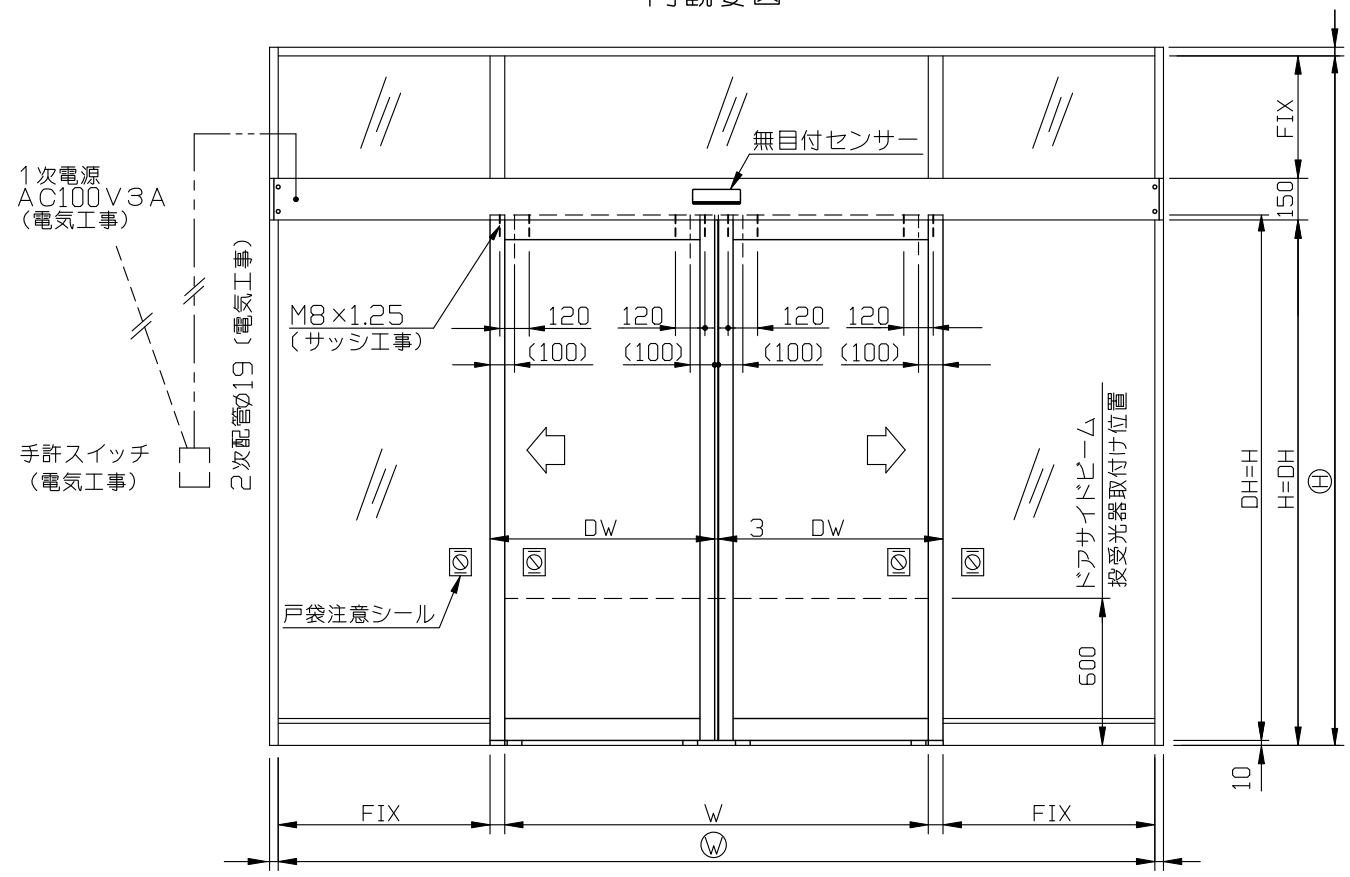 無目付センサー
FIX
1次電源
AC100V3A
(電気工事)
150
2次配管Ø19 (電気工事)
M8×1.25
(サッシ工事)
120
120
120
120
(100)
(100)
(100)
(100)
手許スイッチ
(電気工事)
ドアサイドビーム
投受光器取付け位置
DH=H
H=DH
H
DW
3
DW
戸袋注意シール
600
10
FIX
W
FIX
W